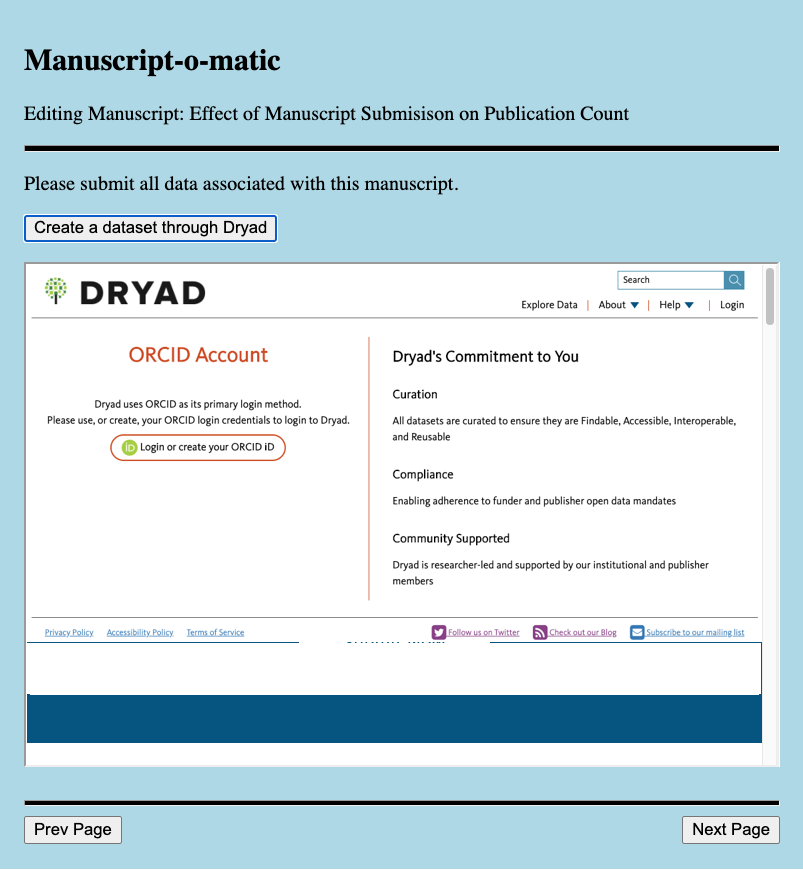 Manuscript-o-matic
Editing Manuscript: Effect of Manuscript Submisison on Publication Count
Please submit all data associated with this manuscript.
Create a dataset through Dryad
DRYAD
Search
Explore Data | About | Help | Login
ORCID Account
Dryad uses ORCID as its primary login method.
Please use, or create, your ORCID login credentials to login to Dryad.
iD Login or create your ORCID iD
Dryad's Commitment to You
Curation
All datasets are curated to ensure they are Findable, Accessible, Interoperable,
and Reusable
Compliance
Enabling adherence to funder and publisher open data mandates
Community Supported
Dryad is researcher-led and supported by our institutional and publisher
members
Privacy Policy Accessibility Policy Terms of Service
Follow us on Twitter Check out our Blog Subscribe to our mailing list
Prev Page
Next Page